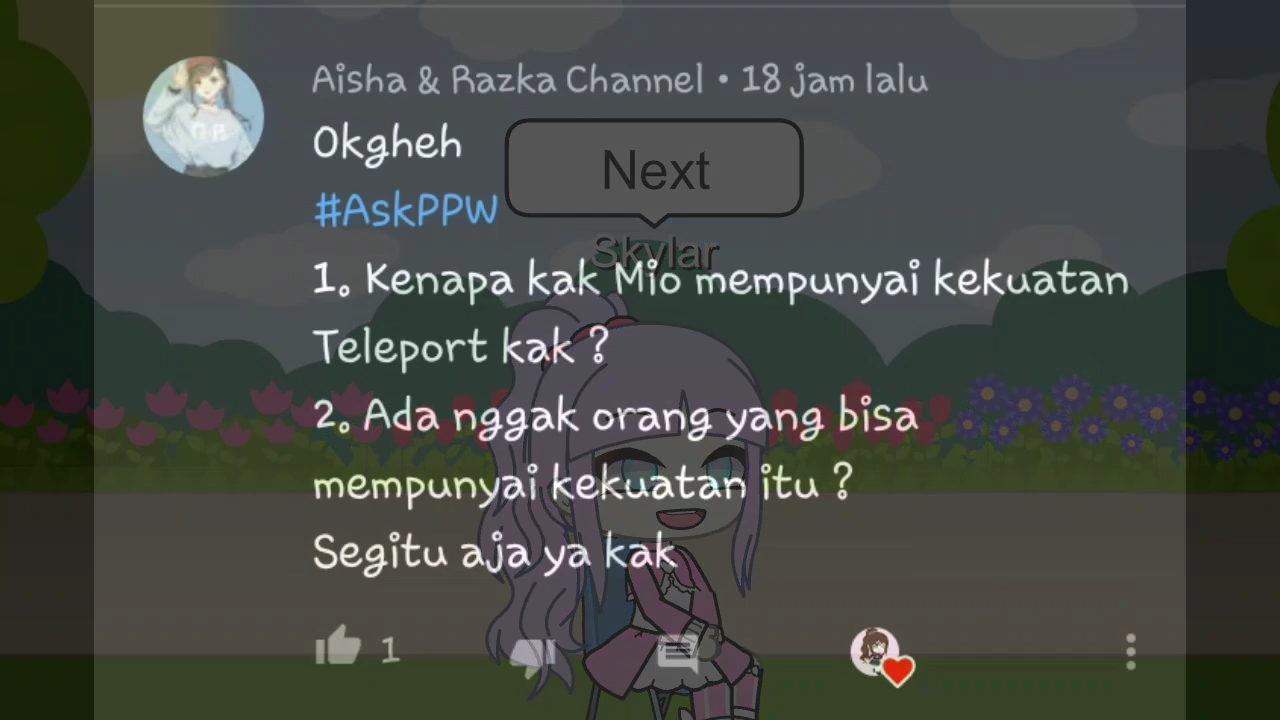 Aisha & Razka Channel • 18 jam lalu
Okgheh
Next
#AskPPW
Skylar
1. Kenapa kak Mio mempunyai kekuatan
Teleport kak ?
2. Ada nggak orang yang bisa
mempunyai kekuatan itu ?
Segitu aja ya kak
1